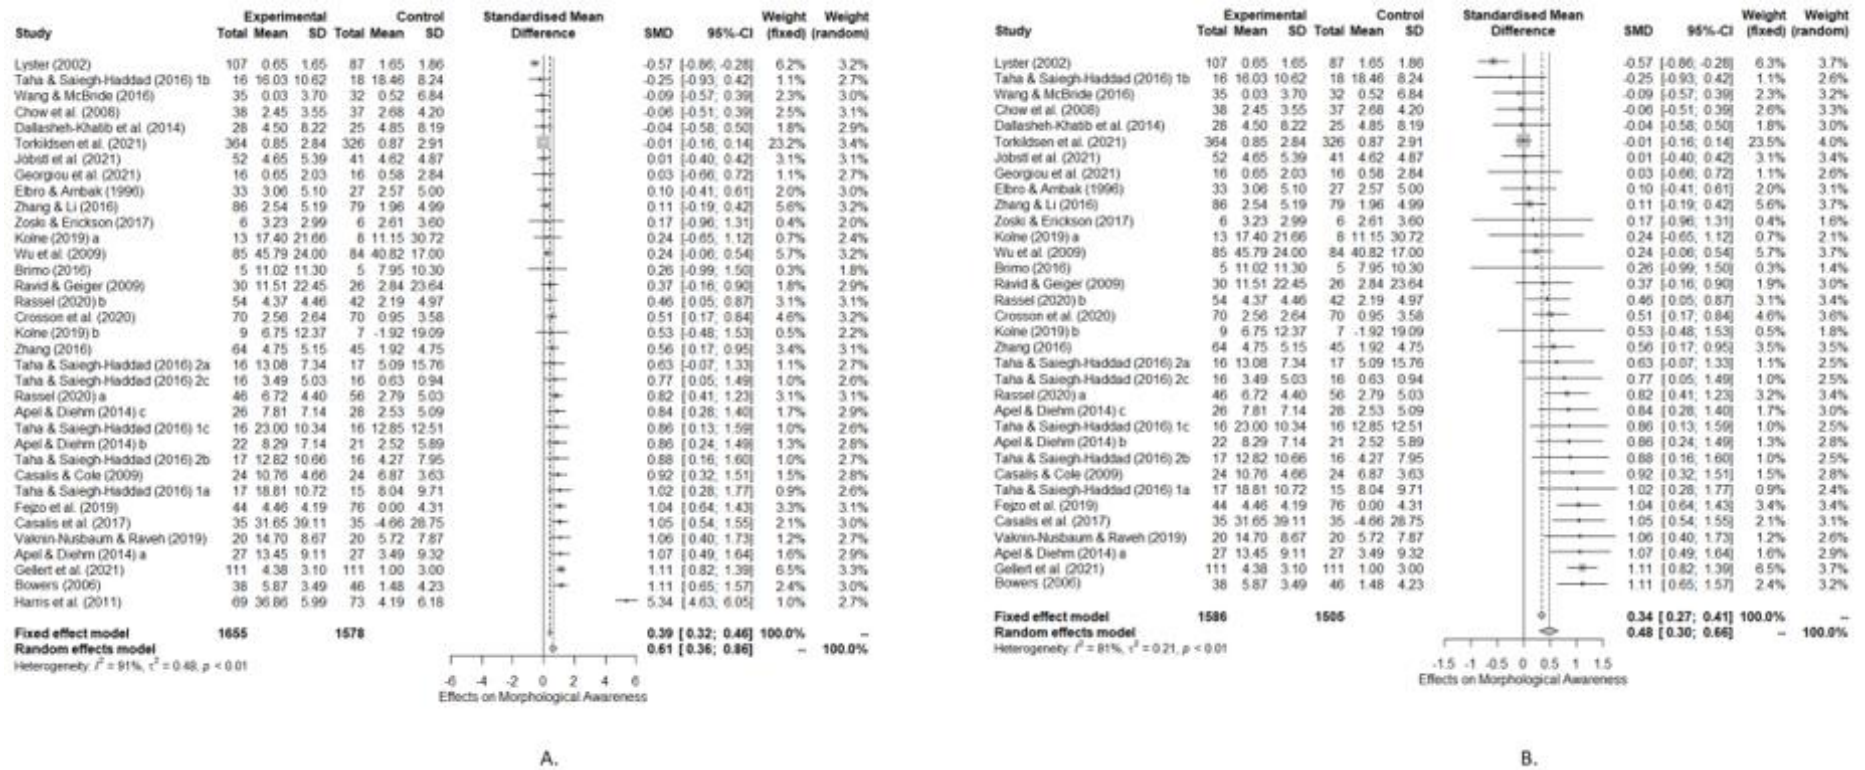 Experimental Control Standardised Mean Weight Weight
Study Total Mean SD Total Mean SD Difference SMD 95%-CI (fixed) (random)
Lyster (2002) 107 0.65 1.65 87 1.65 1.86 -0.57 [-0.86; -0.28] 6.2% 3.2%
Taha & Saiegh-Haddad (2016) 1b 16 16.03 10.62 18 18.46 8.24 -0.25 [-0.93; 0.42] 1.1% 2.7%
Wang & McBride (2016) 35 0.03 3.70 32 0.52 6.84 -0.09 [-0.57; 0.39] 2.3% 3.0%
Chow et al. (2008) 38 2.45 3.55 37 2.68 4.20 -0.06 [-0.51; 0.39] 2.6% 3.0%
Dallasheh-Khatib et al. (2014) 28 4.50 8.22 25 4.85 8.19 -0.04 [-0.58; 0.50] 1.8% 2.9%
Torkildsen et al. (2021) 364 0.85 2.84 326 0.87 2.91 -0.01 [-0.16; 0.14] 23.2% 3.4%
Jöbstl et al. (2021) 52 4.65 5.39 41 4.62 4.87 0.01 [-0.40; 0.42] 3.1% 3.1%
Georgiou et al. (2021) 16 0.65 2.03 16 0.58 2.84 0.03 [-0.66; 0.72] 1.1% 2.7%
Elbro & Arnbak (1996) 33 3.06 5.10 27 2.57 5.00 0.10 [-0.41; 0.61] 2.0% 3.0%
Zhang & Li (2016) 86 2.54 5.19 79 1.96 4.99 0.11 [-0.19; 0.42] 5.6% 3.2%
Zoski & Erickson (2017) 6 3.23 2.99 6 2.61 3.60 0.17 [-0.96; 1.31] 0.4% 2.0%
Kolne (2019) a 13 17.40 21.66 8 11.15 30.72 0.24 [-0.65; 1.12] 0.7% 2.4%
Wu et al. (2009) 85 45.79 24.00 84 40.82 17.00 0.24 [-0.06; 0.54] 5.7% 3.2%
Brimo (2016) 5 11.02 11.30 5 7.95 10.30 0.26 [-0.99; 1.50] 0.3% 1.8%
Ravid & Geiger (2009) 30 11.51 22.45 26 2.84 23.64 0.37 [-0.16; 0.90] 1.8% 2.9%
Rassel (2020) b 54 4.37 4.46 42 2.19 4.97 0.46 [ 0.05; 0.87] 3.1% 3.1%
Crosson et al. (2020) 70 2.56 2.64 70 0.95 3.58 0.51 [ 0.17; 0.84] 4.6% 3.2%
Kolne (2019) b 9 6.75 12.37 7 -1.92 19.09 0.53 [-0.48; 1.53] 0.5% 2.2%
Zhang (2016) 64 4.75 5.15 45 1.92 4.75 0.56 [ 0.17; 0.95] 3.4% 3.1%
Taha & Saiegh-Haddad (2016) 2a 16 13.08 7.34 17 5.09 15.76 0.63 [-0.07; 1.33] 1.1% 2.7%
Taha & Saiegh-Haddad (2016) 2c 16 3.49 5.03 16 0.63 0.94 0.77 [ 0.05; 1.49] 1.0% 2.6%
Rassel (2020) a 46 6.72 4.40 56 2.79 5.03 0.82 [ 0.41; 1.23] 3.1% 3.1%
Apel & Diehm (2014) c 26 7.81 7.14 28 2.53 5.09 0.84 [ 0.28; 1.40] 1.7% 2.9%
Taha & Saiegh-Haddad (2016) 1c 16 23.00 10.34 16 12.85 12.51 0.86 [ 0.13; 1.59] 1.0% 2.6%
Apel & Diehm (2014) b 22 8.29 7.14 21 2.52 5.89 0.86 [ 0.24; 1.49] 1.3% 2.8%
Taha & Saiegh-Haddad (2016) 2b 17 12.82 10.66 16 4.27 7.95 0.88 [ 0.16; 1.60] 1.0% 2.6%
Casalis & Cole (2009) 24 10.76 4.66 24 6.87 3.63 0.92 [ 0.32; 1.51] 1.5% 2.8%
Taha & Saiegh-Haddad (2016) 1a 17 18.81 10.72 15 8.04 9.71 1.02 [ 0.28; 1.77] 0.9% 2.6%
Fejzo et al. (2019) 44 4.46 4.19 76 0.00 4.31 1.04 [ 0.64; 1.43] 3.3% 3.1%
Casalis et al. (2017) 35 31.65 39.11 35 -4.66 28.75 1.05 [ 0.54; 1.55] 2.1% 3.0%
Vaknin-Nusbaum & Raveh (2019) 20 14.70 8.67 20 5.72 7.87 1.06 [ 0.40; 1.73] 1.2% 2.7%
Apel & Diehm (2014) a 27 13.45 9.11 27 3.49 9.32 1.07 [ 0.49; 1.64] 1.6% 2.9%
Gellert et al. (2021) 111 4.38 3.10 111 1.00 3.00 1.11 [ 0.82; 1.39] 6.5% 3.3%
Bowers (2006) 38 5.87 3.49 46 1.48 4.23 1.11 [ 0.65; 1.57] 2.4% 3.0%
Harris et al. (2011) 69 36.86 5.99 73 4.19 6.18 5.34 [ 4.63; 6.05] 1.0% 2.7%
Fixed effect model 1655 1578 0.39 [ 0.32; 0.46] 100.0% --
Random effects model 0.61 [ 0.36; 0.86] -- 100.0%
Heterogeneity: I² = 91%, τ² = 0.48, p < 0.01
-6 -4 -2 0 2 4 6
Effects on Morphological Awareness
A.
Experimental Control Standardised Mean Weight Weight
Study Total Mean SD Total Mean SD Difference SMD 95%-CI (fixed) (random)
Lyster (2002) 107 0.65 1.65 87 1.65 1.86 -0.57 [-0.86; -0.28] 6.3% 3.7%
Taha & Saiegh-Haddad (2016) 1b 16 16.03 10.62 18 18.46 8.24 -0.25 [-0.93; 0.42] 1.1% 2.6%
Wang & McBride (2016) 35 0.03 3.70 32 0.52 6.84 -0.09 [-0.57; 0.39] 2.3% 3.2%
Chow et al. (2008) 38 2.45 3.55 37 2.68 4.20 -0.06 [-0.51; 0.39] 2.6% 3.3%
Dallasheh-Khatib et al. (2014) 28 4.50 8.22 25 4.85 8.19 -0.04 [-0.58; 0.50] 1.8% 3.0%
Torkildsen et al. (2021) 364 0.85 2.84 326 0.87 2.91 -0.01 [-0.16; 0.14] 23.5% 4.0%
Jöbstl et al. (2021) 52 4.65 5.39 41 4.62 4.87 0.01 [-0.40; 0.42] 3.1% 3.4%
Georgiou et al. (2021) 16 0.65 2.03 16 0.58 2.84 0.03 [-0.66; 0.72] 1.1% 2.6%
Elbro & Arnbak (1996) 33 3.06 5.10 27 2.57 5.00 0.10 [-0.41; 0.61] 2.0% 3.1%
Zhang & Li (2016) 86 2.54 5.19 79 1.96 4.99 0.11 [-0.19; 0.42] 5.6% 3.7%
Zoski & Erickson (2017) 6 3.23 2.99 6 2.61 3.60 0.17 [-0.96; 1.31] 0.4% 1.6%
Kolne (2019) a 13 17.40 21.66 8 11.15 30.72 0.24 [-0.65; 1.12] 0.7% 2.1%
Wu et al. (2009) 85 45.79 24.00 84 40.82 17.00 0.24 [-0.06; 0.54] 5.7% 3.7%
Brimo (2016) 5 11.02 11.30 5 7.95 10.30 0.26 [-0.99; 1.50] 0.3% 1.4%
Ravid & Geiger (2009) 30 11.51 22.45 26 2.84 23.64 0.37 [-0.16; 0.90] 1.9% 3.0%
Rassel (2020) b 54 4.37 4.46 42 2.19 4.97 0.46 [ 0.05; 0.87] 3.1% 3.4%
Crosson et al. (2020) 70 2.56 2.64 70 0.95 3.58 0.51 [ 0.17; 0.84] 4.6% 3.6%
Kolne (2019) b 9 6.75 12.37 7 -1.92 19.09 0.53 [-0.48; 1.53] 0.5% 1.8%
Zhang (2016) 64 4.75 5.15 45 1.92 4.75 0.56 [ 0.17; 0.95] 3.5% 3.5%
Taha & Saiegh-Haddad (2016) 2a 16 13.08 7.34 17 5.09 15.76 0.63 [-0.07; 1.33] 1.1% 2.5%
Taha & Saiegh-Haddad (2016) 2c 16 3.49 5.03 16 0.63 0.94 0.77 [ 0.05; 1.49] 1.0% 2.5%
Rassel (2020) a 46 6.72 4.40 56 2.79 5.03 0.82 [ 0.41; 1.23] 3.2% 3.4%
Apel & Diehm (2014) c 26 7.81 7.14 28 2.53 5.09 0.84 [ 0.28; 1.40] 1.7% 2.9%
Taha & Saiegh-Haddad (2016) 1c 16 23.00 10.34 16 12.85 12.51 0.86 [ 0.13; 1.59] 1.0% 2.5%
Apel & Diehm (2014) b 22 8.29 7.14 21 2.52 5.89 0.86 [ 0.24; 1.49] 1.4% 2.8%
Taha & Saiegh-Haddad (2016) 2b 17 12.82 10.66 16 4.27 7.95 0.88 [ 0.16; 1.60] 1.0% 2.5%
Casalis & Cole (2009) 24 10.76 4.66 24 6.87 3.63 0.92 [ 0.32; 1.51] 1.5% 2.8%
Taha & Saiegh-Haddad (2016) 1a 17 18.81 10.72 15 8.04 9.71 1.02 [ 0.28; 1.77] 0.9% 2.4%
Fejzo et al. (2019) 44 4.46 4.19 76 0.00 4.31 1.04 [ 0.64; 1.43] 3.4% 3.4%
Casalis et al. (2017) 35 31.65 39.11 35 -4.66 28.75 1.05 [ 0.54; 1.55] 2.1% 3.1%
Vaknin-Nusbaum & Raveh (2019) 20 14.70 8.67 20 5.72 7.87 1.06 [ 0.40; 1.73] 1.2% 2.6%
Apel & Diehm (2014) a 27 13.45 9.11 27 3.49 9.32 1.07 [ 0.49; 1.64] 1.6% 2.9%
Gellert et al. (2021) 111 4.38 3.10 111 1.00 3.00 1.11 [ 0.82; 1.39] 6.5% 3.7%
Bowers (2006) 38 5.87 3.49 46 1.48 4.23 1.11 [ 0.65; 1.57] 2.4% 3.2%
Fixed effect model 1586 1505 0.34 [ 0.27; 0.41] 100.0% --
Random effects model 0.48 [ 0.30; 0.66] -- 100.0%
Heterogeneity: I² = 81%, τ² = 0.21, p < 0.01
-1.5 -1 -0.5 0 0.5 1 1.5
Effects on Morphological Awareness
B.